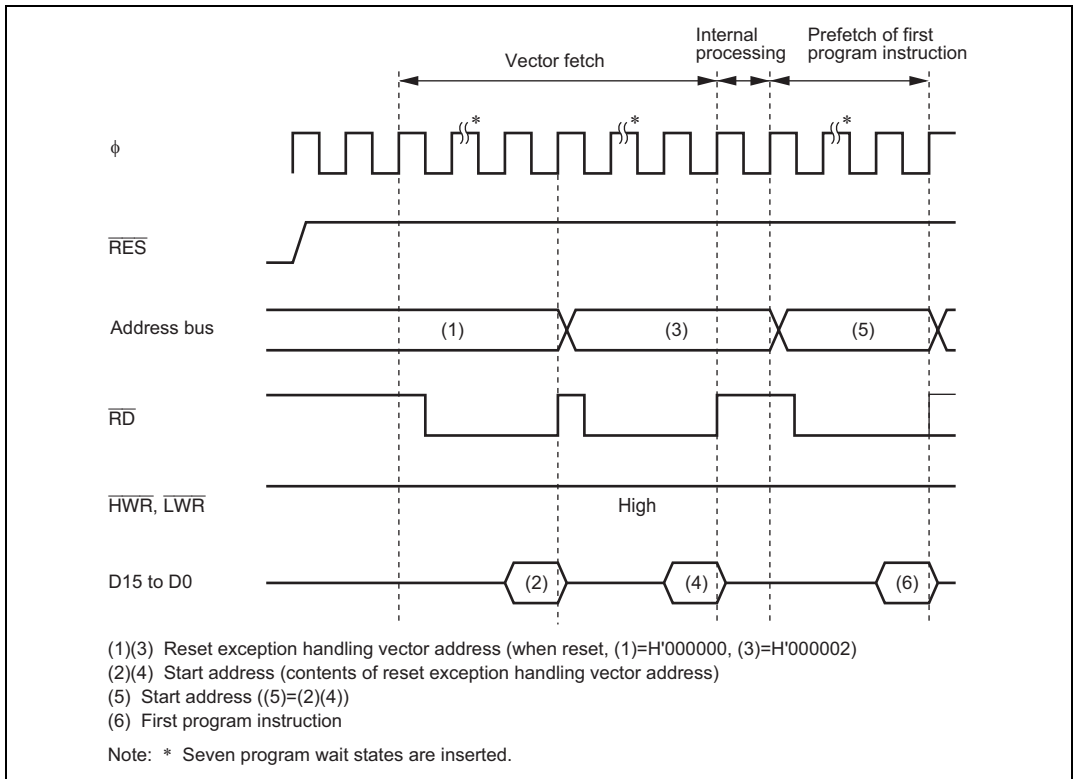 Internal
processing
Prefetch of first
program instruction
Vector fetch
*
*
*
ϕ
RES
Address bus
(1)
(3)
(5)
RD
HWR, LWR
High
D15 to D0
(2)
(4)
(6)
(1)(3) Reset exception handling vector address (when reset, (1)=H'000000, (3)=H'000002)
(2)(4) Start address (contents of reset exception handling vector address)
(5) Start address ((5)=(2)(4))
(6) First program instruction
Note: * Seven program wait states are inserted.